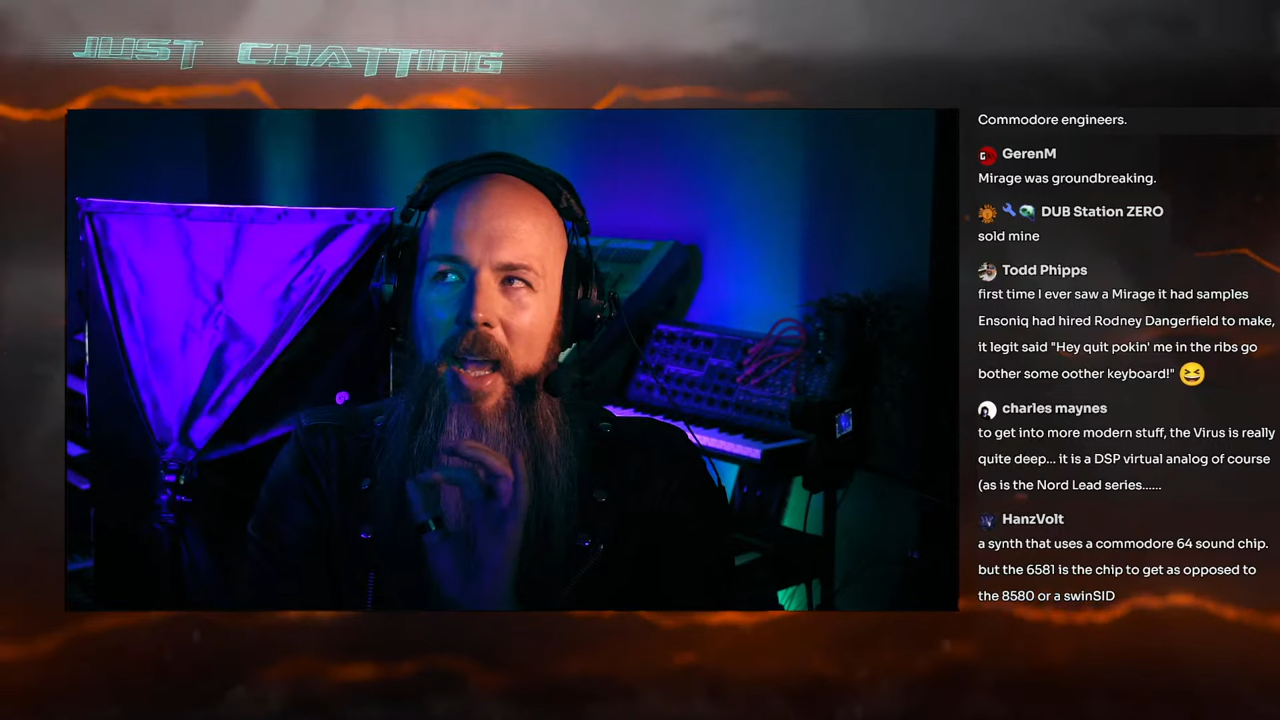 JUST CHATTING
Commodore engineers.
GerenM
Mirage was groundbreaking.
DUB Station ZERO
sold mine
Todd Phipps
first time I ever saw a Mirage it had samples
Ensoniq had hired Rodney Dangerfield to make,
it legit said "Hey quit pokin' me in the ribs go
bother some oother keyboard!" 😆
charles maynes
to get into more modern stuff, the Virus is really
quite deep... it is a DSP virtual analog of course
(as is the Nord Lead series......
HanzVolt
a synth that uses a commodore 64 sound chip.
but the 6581 is the chip to get as opposed to
the 8580 or a swinSID